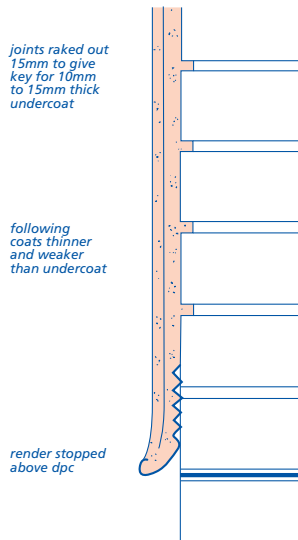 joints raked out
15mm to give
key for 10mm
to 15mm thick
undercoat
following
coats thinner
and weaker
than undercoat
render stopped
above dpc